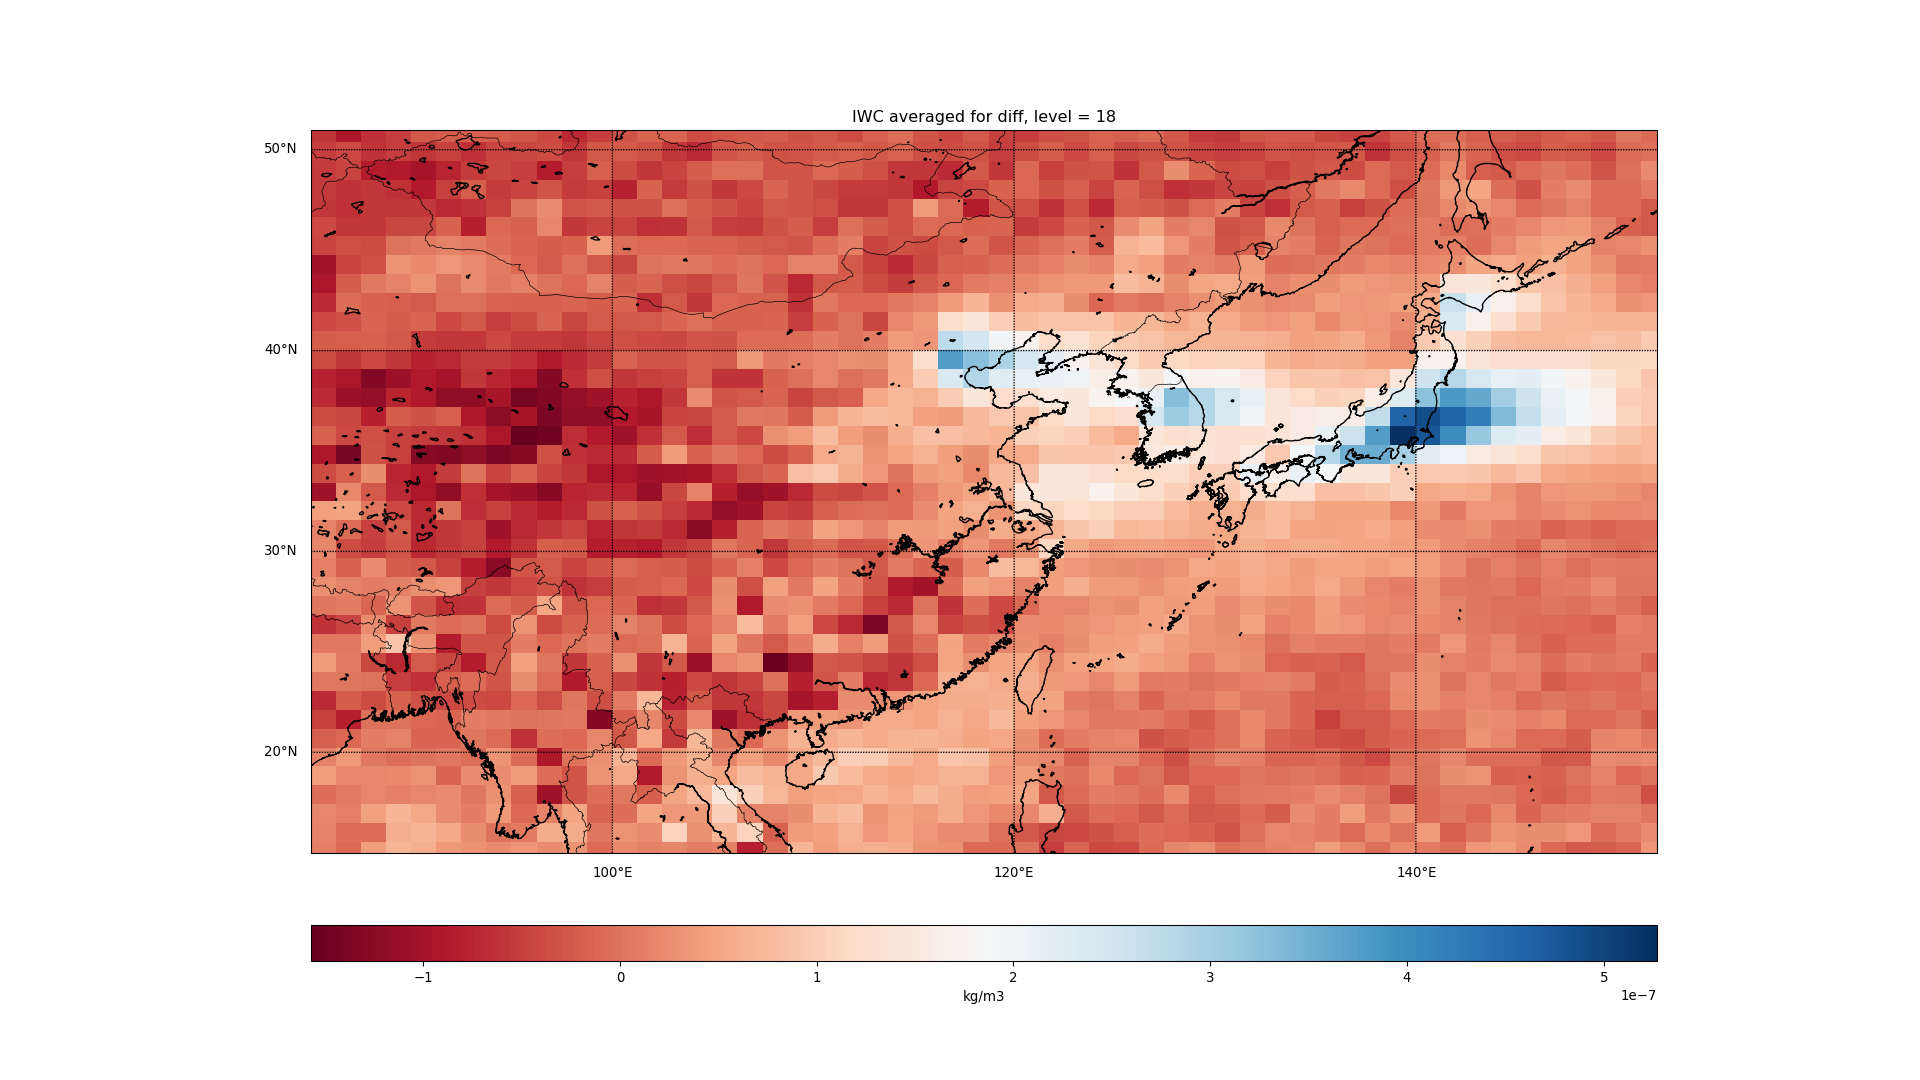 IWC averaged for diff, level = 18
50°N
40°N
30°N
20°N
100°E 120°E 140°E
−1 0 1 2 3 4 5
kg/m3 1e−7